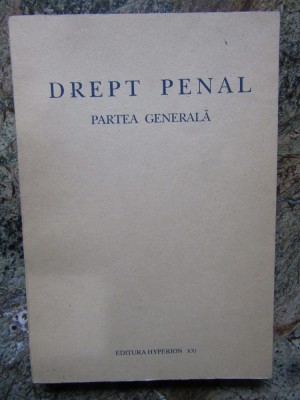 DREPT PENAL
PARTEA GENERALĂ
EDITURA HYPERION XXI